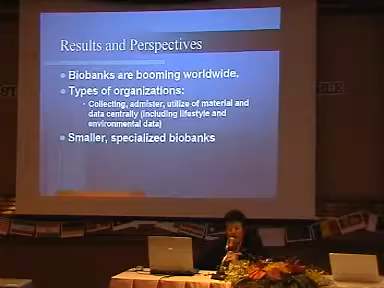 Results and Perspectives
Biobanks are booming worldwide.
Types of organizations:
Collecting, admister, utilize of material and
data centrally (including lifestyle and
environmental data)
Smaller, specialized biobanks